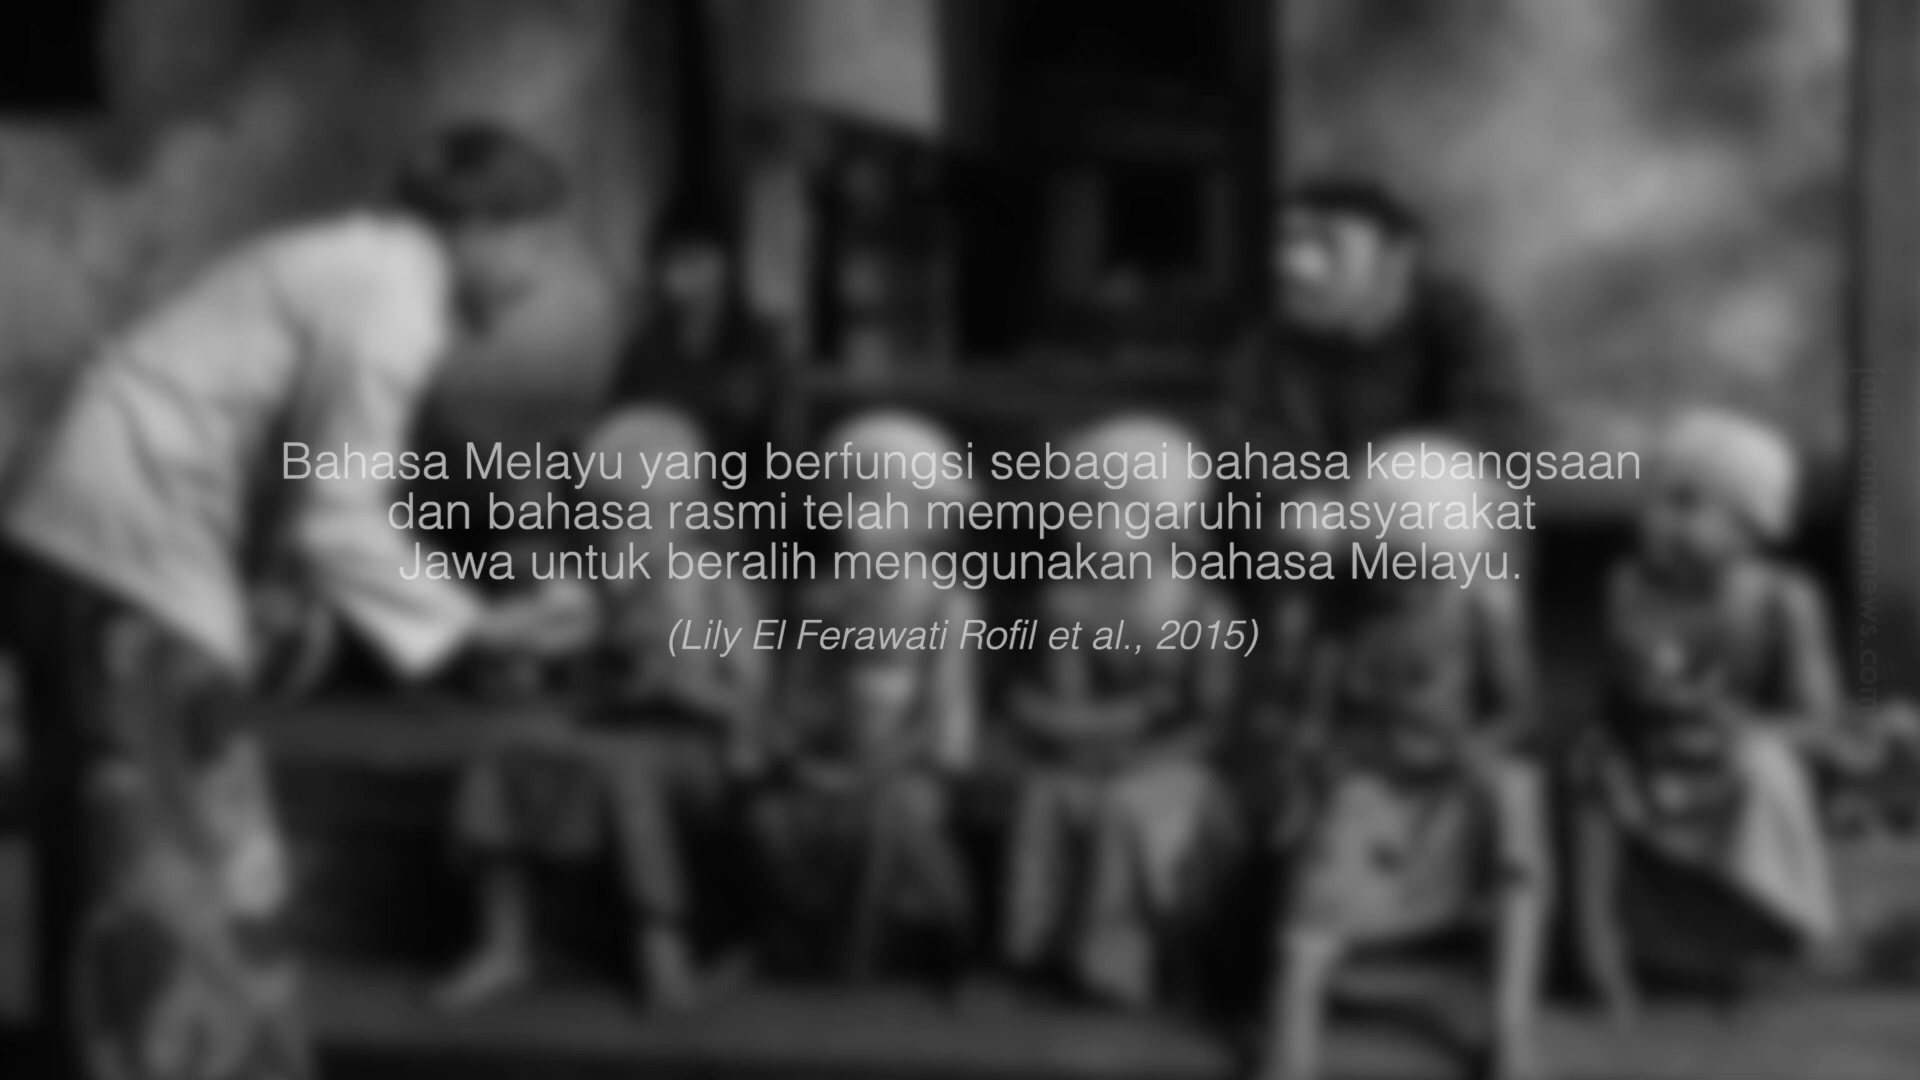 Bahasa Melayu yang berfungsi sebagai bahasa kebangsaan
dan bahasa rasmi telah mempengaruhi masyarakat
Jawa untuk beralih menggunakan bahasa Melayu.
(Lily El Ferawati Rofil et al., 2015)